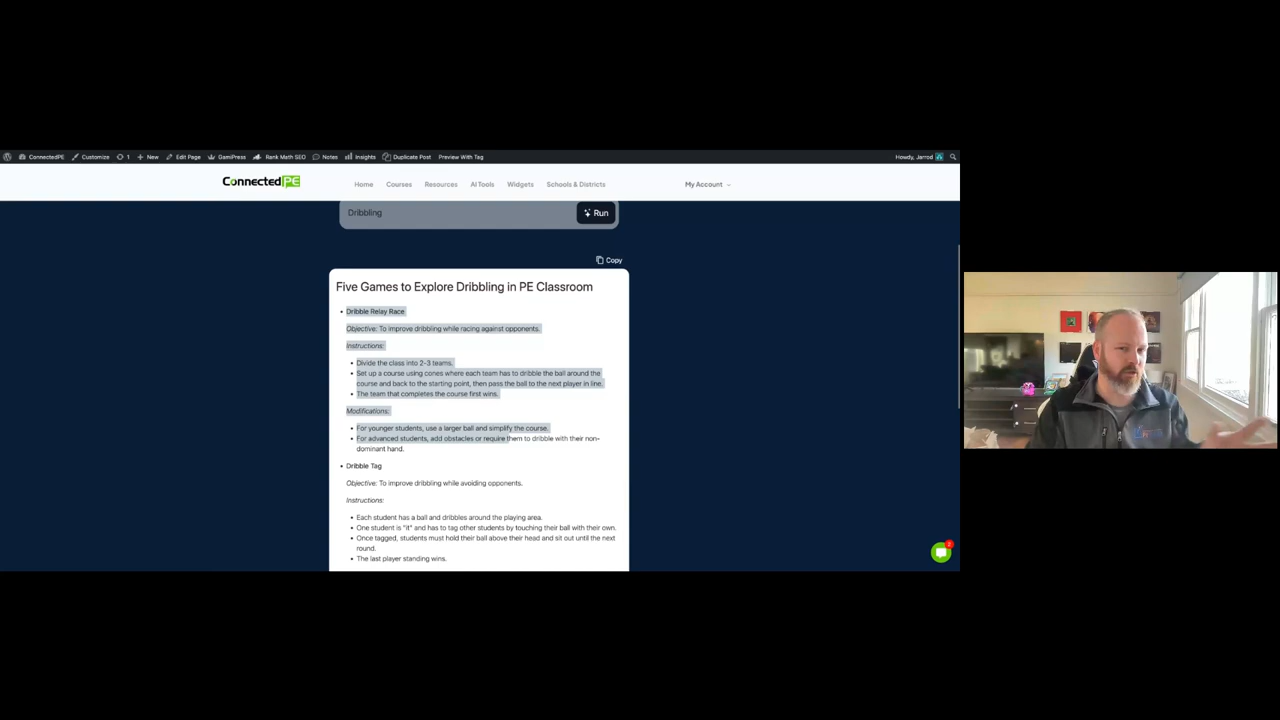 ConnectedPE Customize 1 New Edit Page GamiPress Rank Math SEO Notes Insights Duplicate Post Preview With Tag Howdy, Jarrod
ConnectedPE Home Courses Resources AI Tools Widgets Schools & Districts My Account
Dribbling Run
Copy
Five Games to Explore Dribbling in PE Classroom
• Dribble Relay Race
Objective: To improve dribbling while racing against opponents.
Instructions:
• Divide the class into 2-3 teams.
• Set up a course using cones where each team has to dribble the ball around the
course and back to the starting point, then pass the ball to the next player in line.
• The team that completes the course first wins.
Modifications:
• For younger students, use a larger ball and simplify the course.
• For advanced students, add obstacles or require them to dribble with their non-
dominant hand.
• Dribble Tag
Objective: To improve dribbling while avoiding opponents.
Instructions:
• Each student has a ball and dribbles around the playing area.
• One student is "it" and has to tag other students by touching their ball with their own.
• Once tagged, students must hold their ball above their head and sit out until the next
round.
• The last player standing wins.